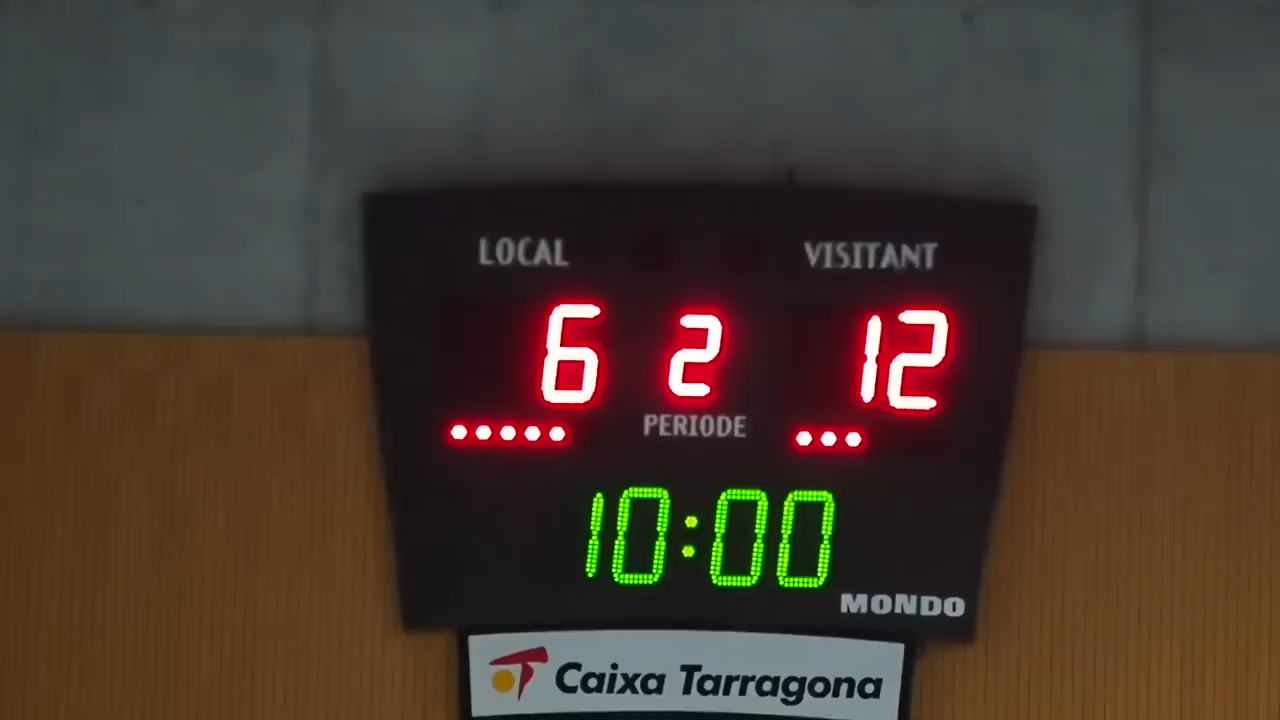 LOCAL VISITANT
6 2 12
PERIODE
10:00
MONDO
Caixa Tarragona